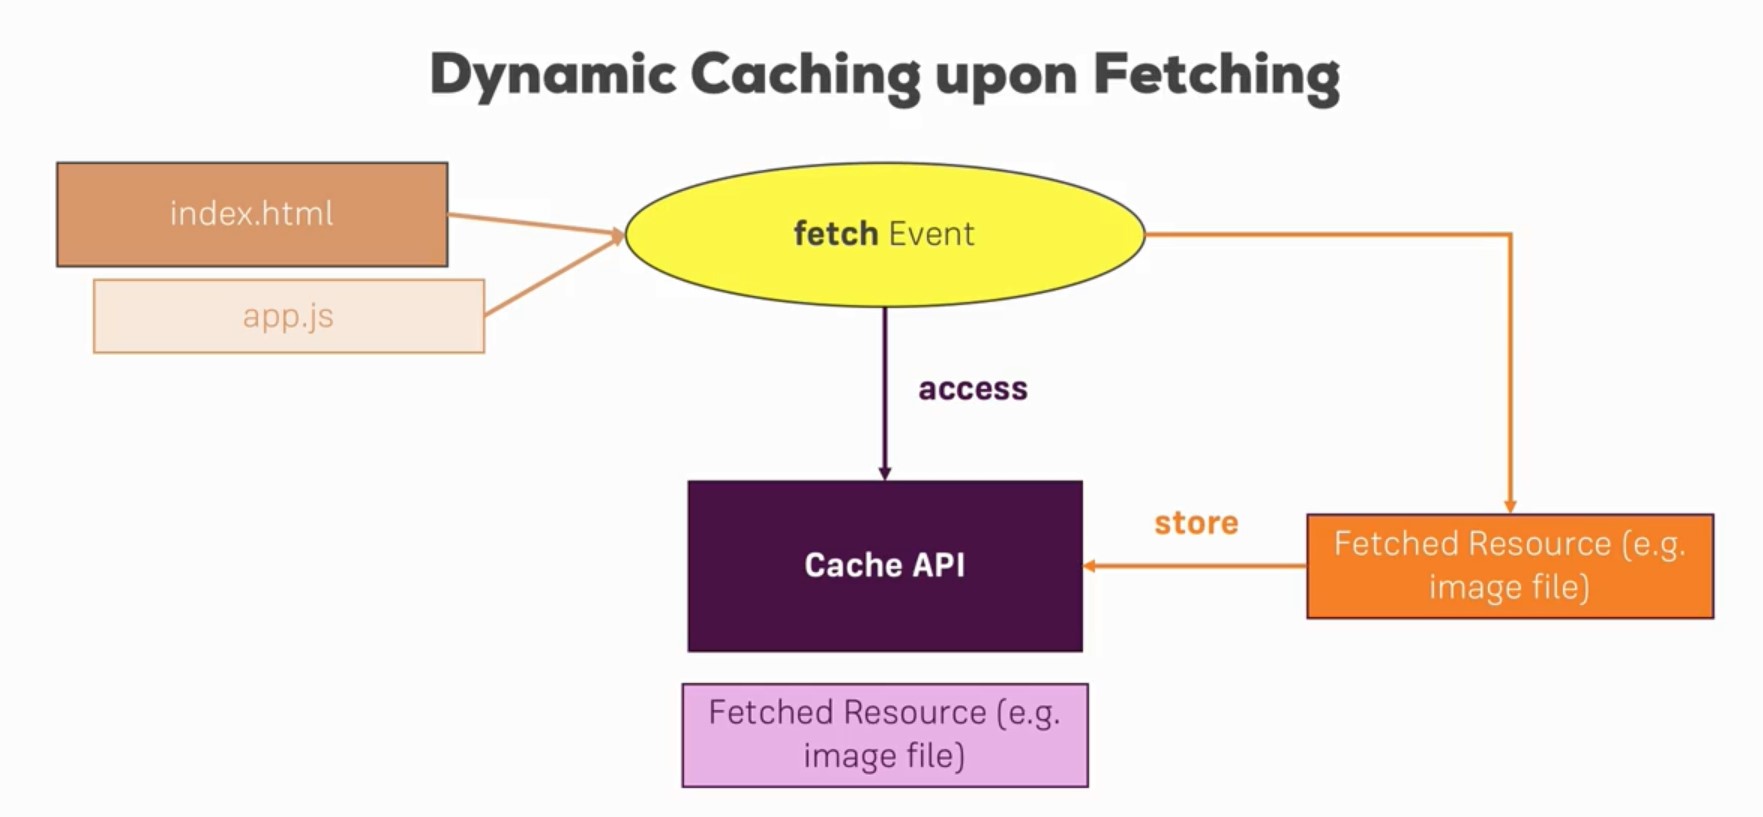 Dynamic Caching upon Fetching
index.html
fetch Event
app.js
access
store
Cache API
Fetched Resource (e.g.
image file)
Fetched Resource (e.g.
image file)